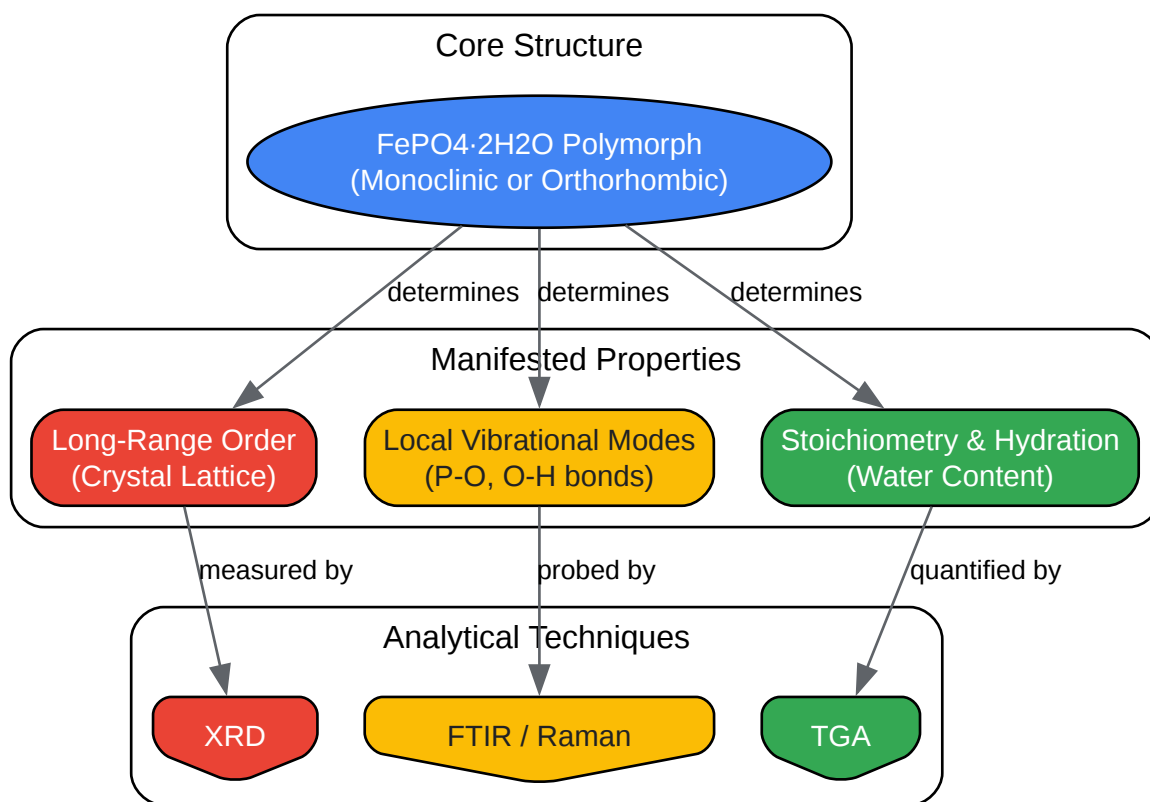 Core Structure
FePO4·2H2O Polymorph
(Monoclinic or Orthorhombic)
determines
determines
determines
Manifested Properties
Long-Range Order
(Crystal Lattice)
Local Vibrational Modes
(P-O, O-H bonds)
Stoichiometry & Hydration
(Water Content)
measured by
probed by
quantified by
Analytical Techniques
XRD
FTIR / Raman
TGA